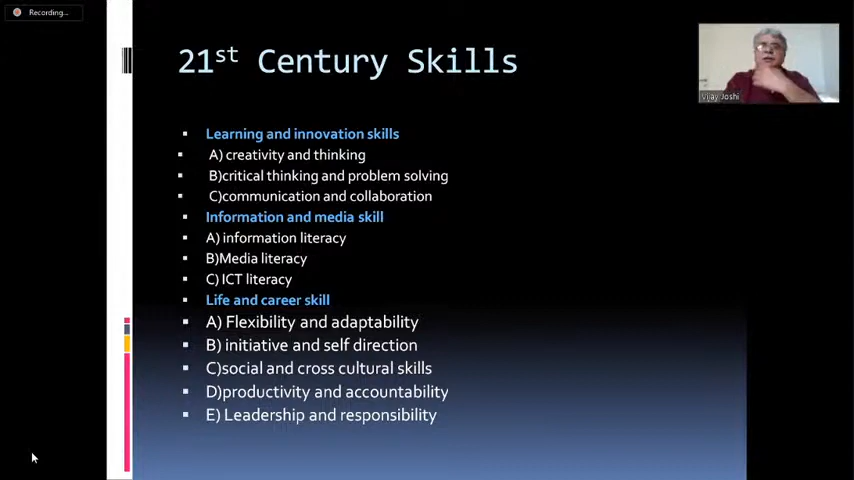 Recording...
21st Century Skills
Vijay Joshi
Learning and innovation skills
A) creativity and thinking
B)critical thinking and problem solving
C)communication and collaboration
Information and media skill
A) information literacy
B)Media literacy
C) ICT literacy
Life and career skill
A) Flexibility and adaptability
B) initiative and self direction
C)social and cross cultural skills
D)productivity and accountability
E) Leadership and responsibility